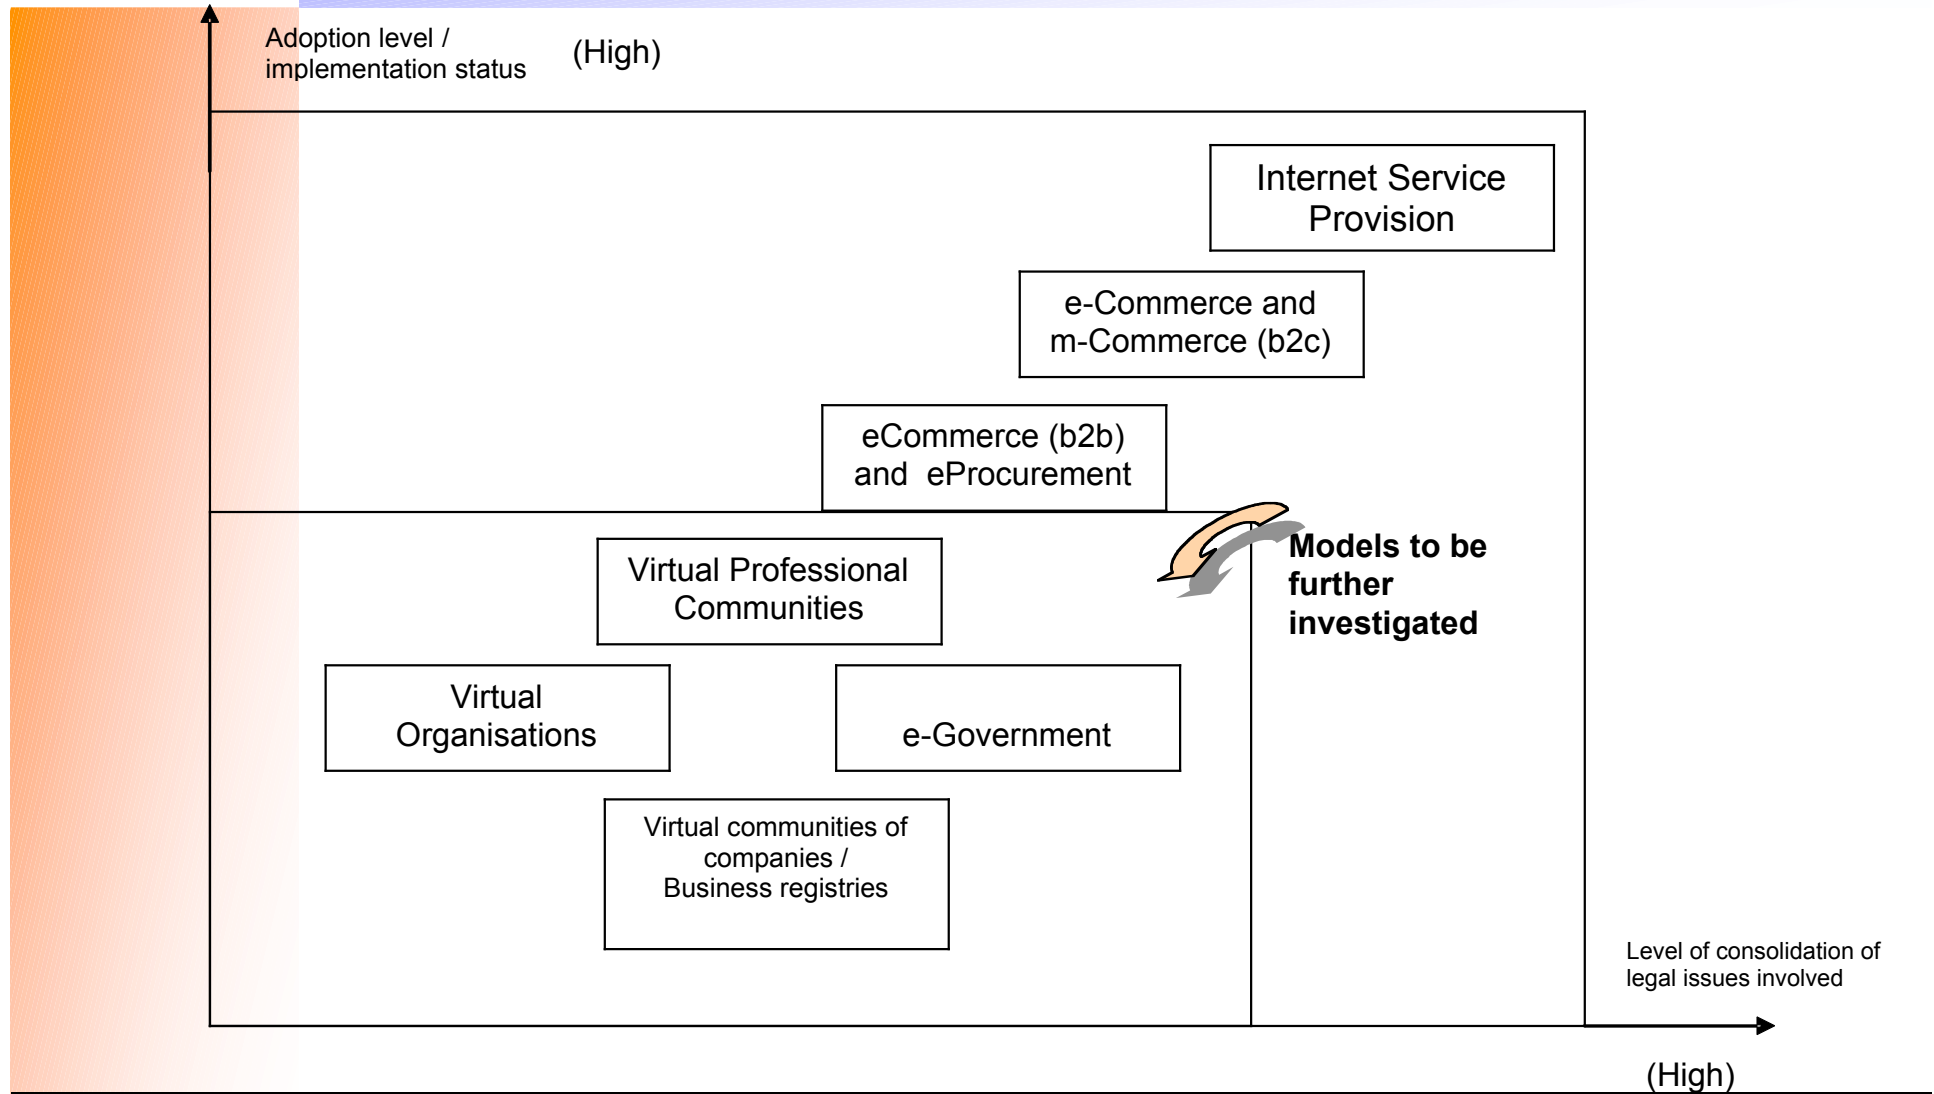 Adoption level /
implementation status
(High)
Internet Service
Provision
e-Commerce and
m-Commerce (b2c)
eCommerce (b2b)
and eProcurement
Models to be
further
investigated
Virtual Professional
Communities
Virtual
Organisations
e-Government
Virtual communities of
companies /
Business registries
Level of consolidation of
legal issues involved
(High)